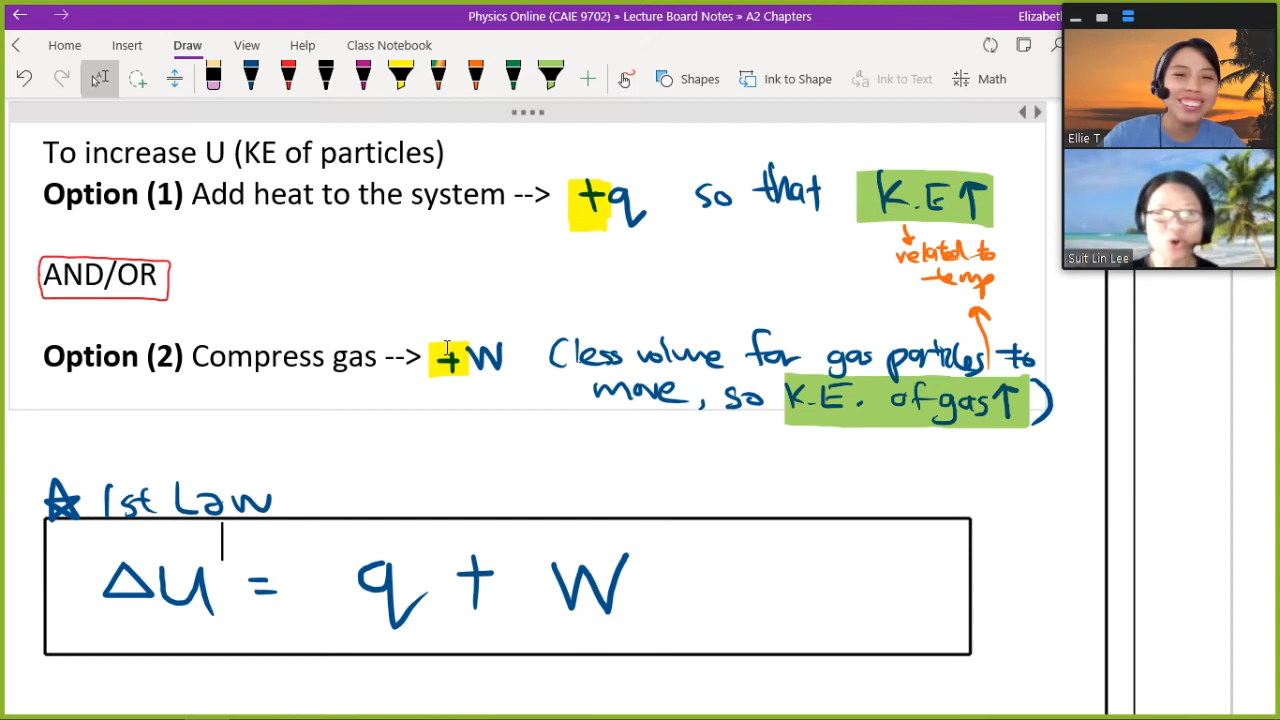 Physics Online (CAIE 9702) » Lecture Board Notes » A2 Chapters
Elizabeth
Home Insert Draw View Help Class Notebook
Shapes Ink to Shape Ink to Text Math
Ellie T
Suit Lin Lee
To increase U (KE of particles)
Option (1) Add heat to the system --> +q so that K.E↑
related to
temp
AND/OR
Option (2) Compress gas --> +W (less volume for gas particles to
move, so K.E. of gas↑)
1st Law
ΔU = q + W